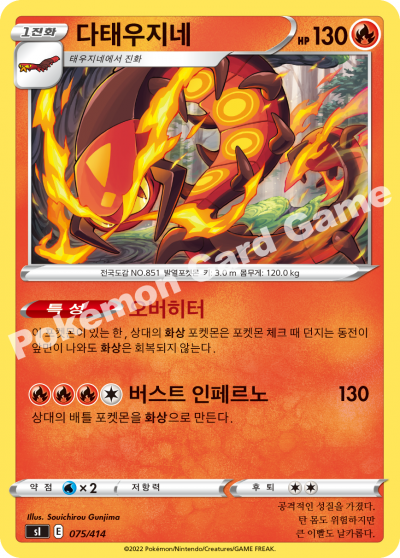 1진화
다태우지네
HP 130
태우지네에서 진화
전국도감 NO.851 발열포켓몬 키: 3.0 m 몸무게: 120.0 kg
특성 오버히터
이 포켓몬이 있는 한, 상대의 화상 포켓몬은 포켓몬 체크 때 던지는 동전이
앞면이 나와도 화상은 회복되지 않는다.
버스트 인페르노 130
상대의 배틀 포켓몬을 화상으로 만든다.
약점 ×2 저항력 후퇴
Illus. Souichirou Gunjima
sI E 075/414
공격적인 성질을 가졌다.
탄 몸도 위험하지만
큰 이빨도 날카롭다.
©2022 Pokémon/Nintendo/Creatures/GAME FREAK.
Pokémon Card Game